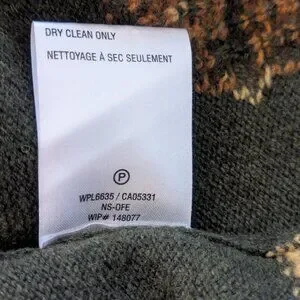 DRY CLEAN ONLY
NETTOYAGE À SEC SEULEMENT
P
WPL6635 / CA05331
NS-OFE
WIP# 148077